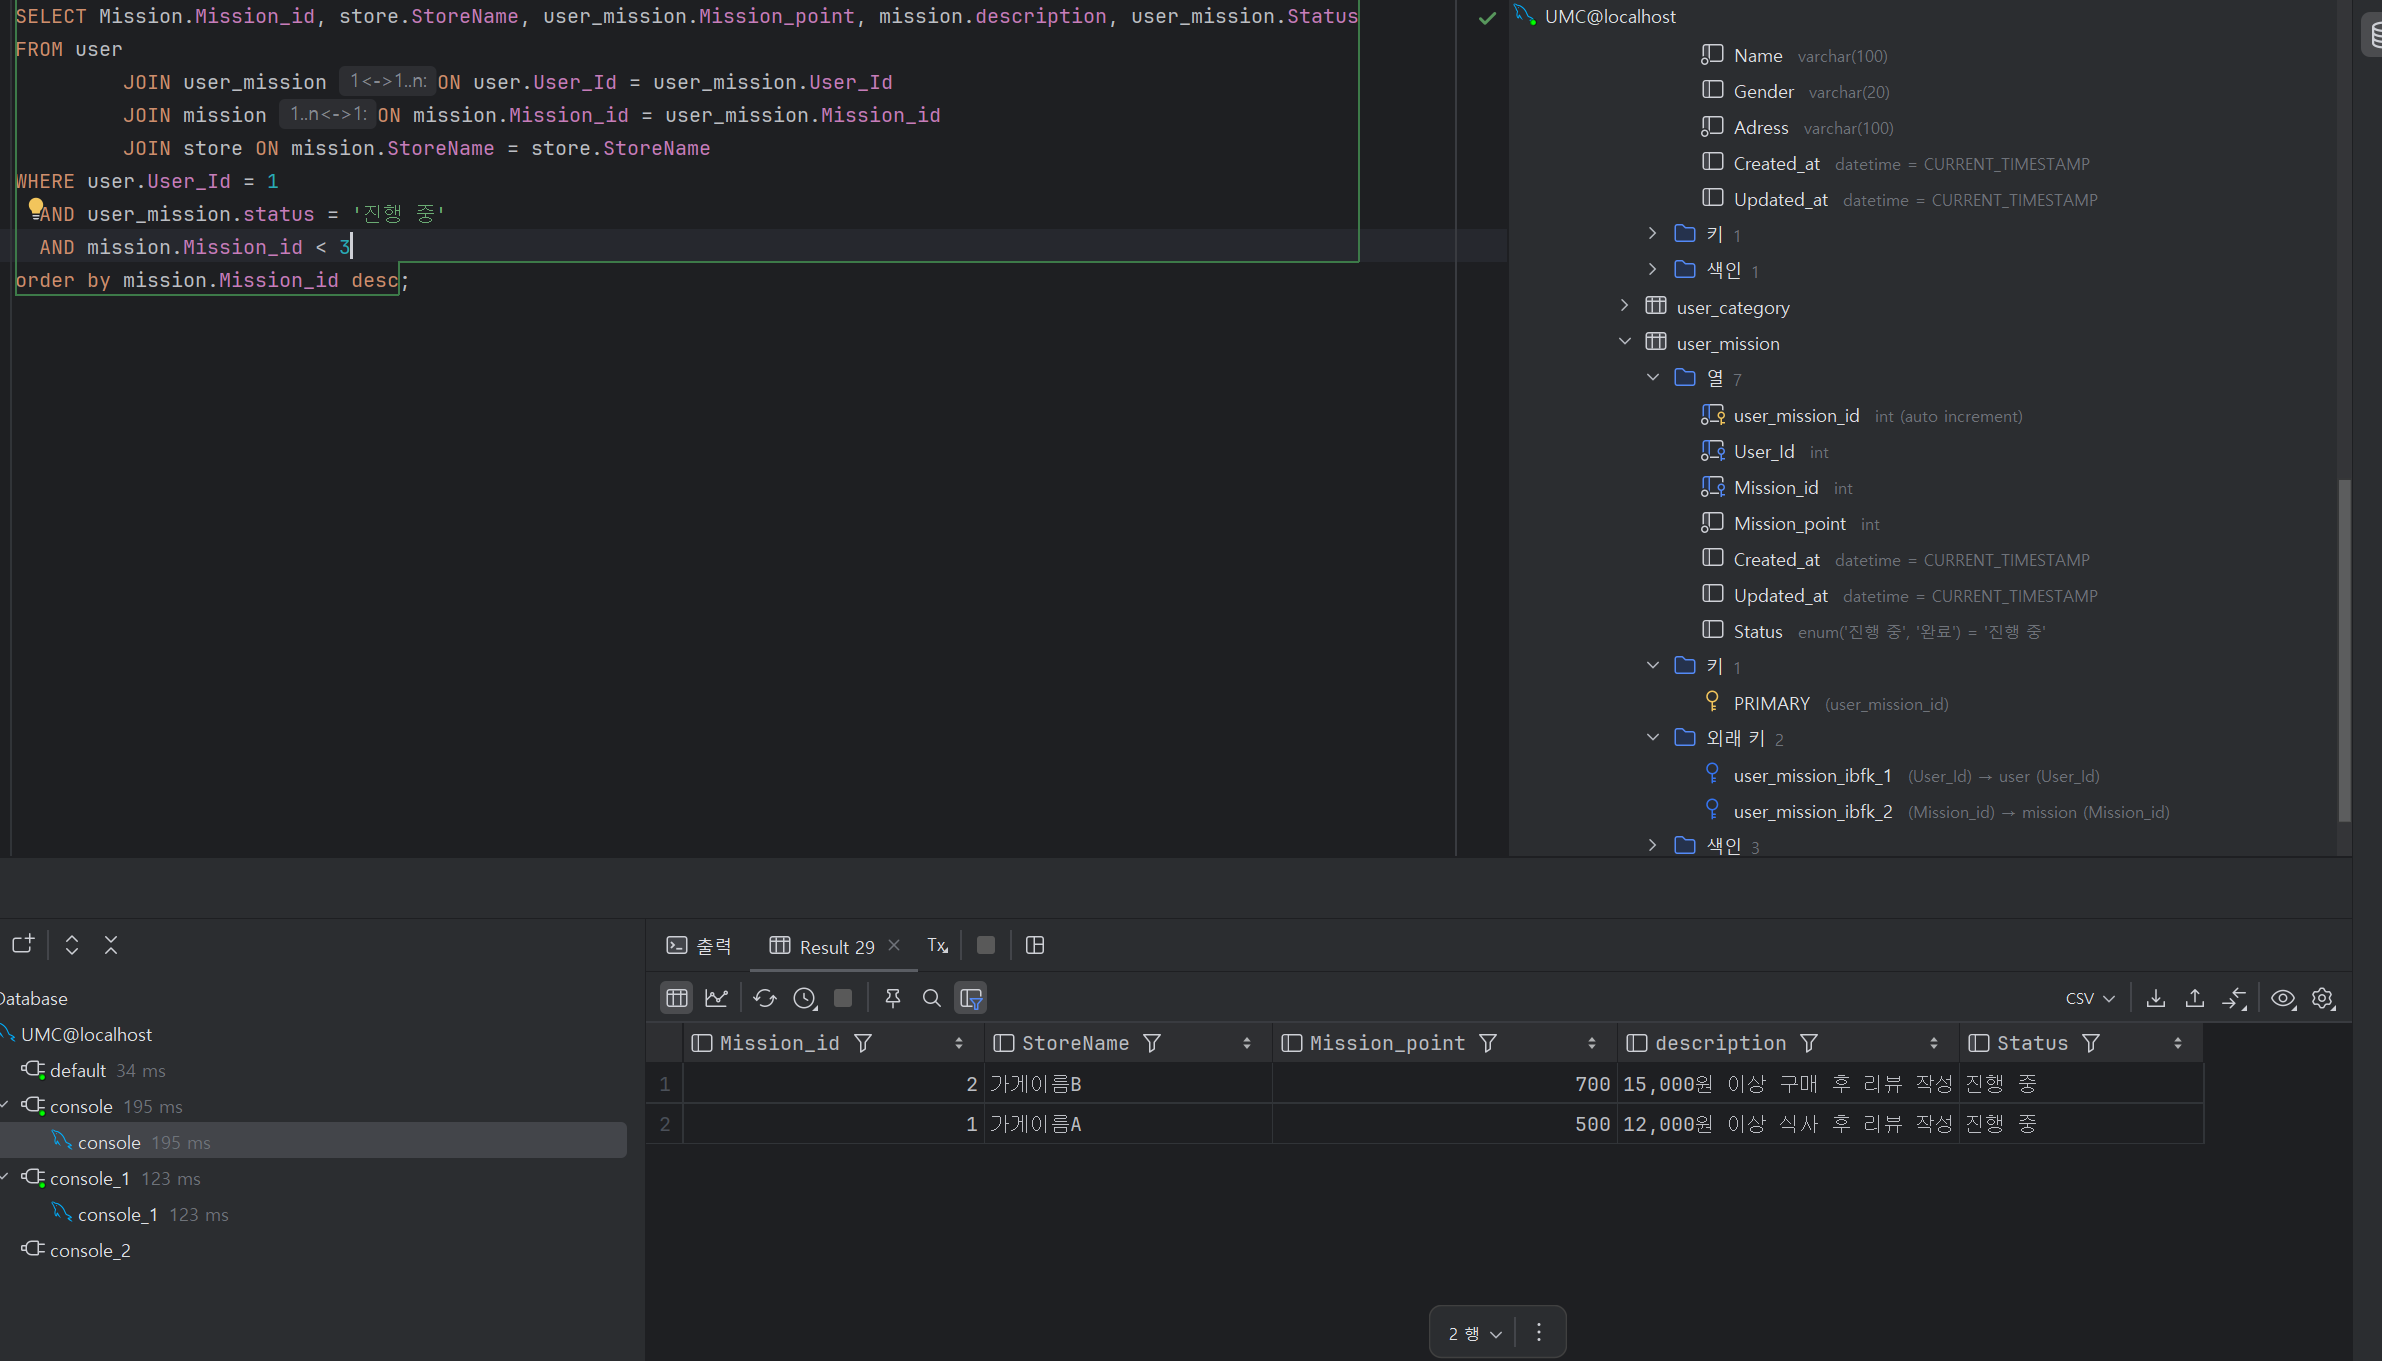 SELECT Mission.Mission_id, store.StoreName, user_mission.Mission_point, mission.description, user_mission.Status
FROM user
JOIN user_mission 1<->1..n: ON user.User_Id = user_mission.User_Id
JOIN mission 1..n<->1: ON mission.Mission_id = user_mission.Mission_id
JOIN store ON mission.StoreName = store.StoreName
WHERE user.User_Id = 1
AND user_mission.status = '진행 중'
AND mission.Mission_id < 3
order by mission.Mission_id desc;
UMC@localhost
Name varchar(100)
Gender varchar(20)
Adress varchar(100)
Created_at datetime = CURRENT_TIMESTAMP
Updated_at datetime = CURRENT_TIMESTAMP
키 1
색인 1
user_category
user_mission
열 7
user_mission_id int (auto increment)
User_Id int
Mission_id int
Mission_point int
Created_at datetime = CURRENT_TIMESTAMP
Updated_at datetime = CURRENT_TIMESTAMP
Status enum('진행 중', '완료') = '진행 중'
키 1
PRIMARY (user_mission_id)
외래 키 2
user_mission_ibfk_1 (User_Id) → user (User_Id)
user_mission_ibfk_2 (Mission_id) → mission (Mission_id)
색인 3
Database
UMC@localhost
default 34 ms
console 195 ms
console 195 ms
console_1 123 ms
console_1 123 ms
console_2
출력 Result 29 Tx
CSV
Mission_id StoreName Mission_point description Status
1 2 가게이름B 700 15,000원 이상 구매 후 리뷰 작성 진행 중
2 1 가게이름A 500 12,000원 이상 식사 후 리뷰 작성 진행 중
2 행